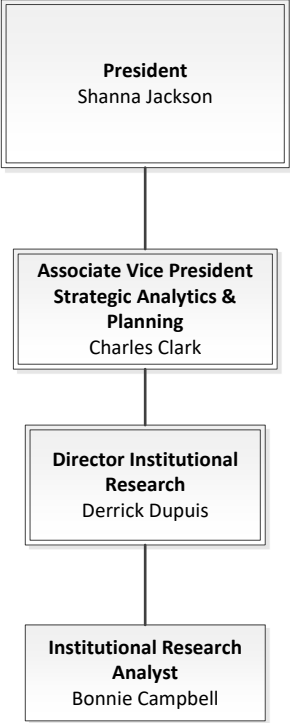 President
Shanna Jackson
Associate Vice President
Strategic Analytics &
Planning
Charles Clark
Director Institutional
Research
Derrick Dupuis
Institutional Research
Analyst
Bonnie Campbell